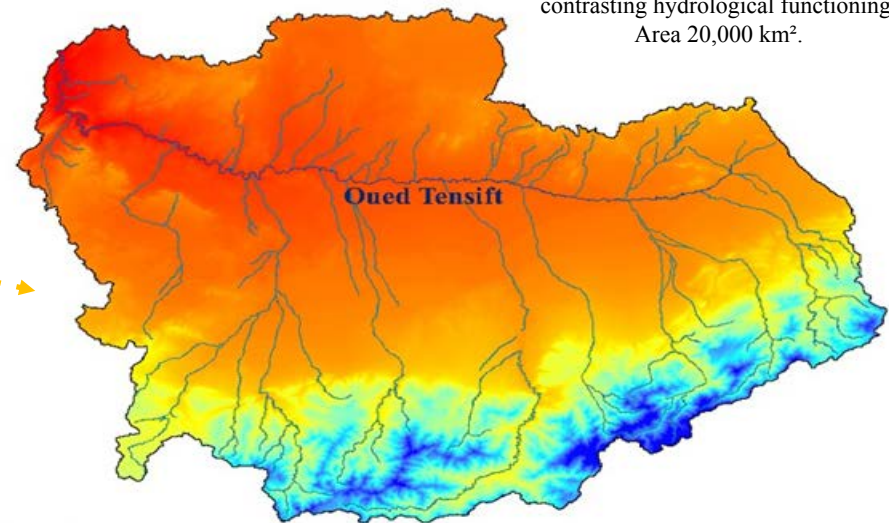 contrasting hydrological functioning
Area 20,000 km².
Oued Tensift